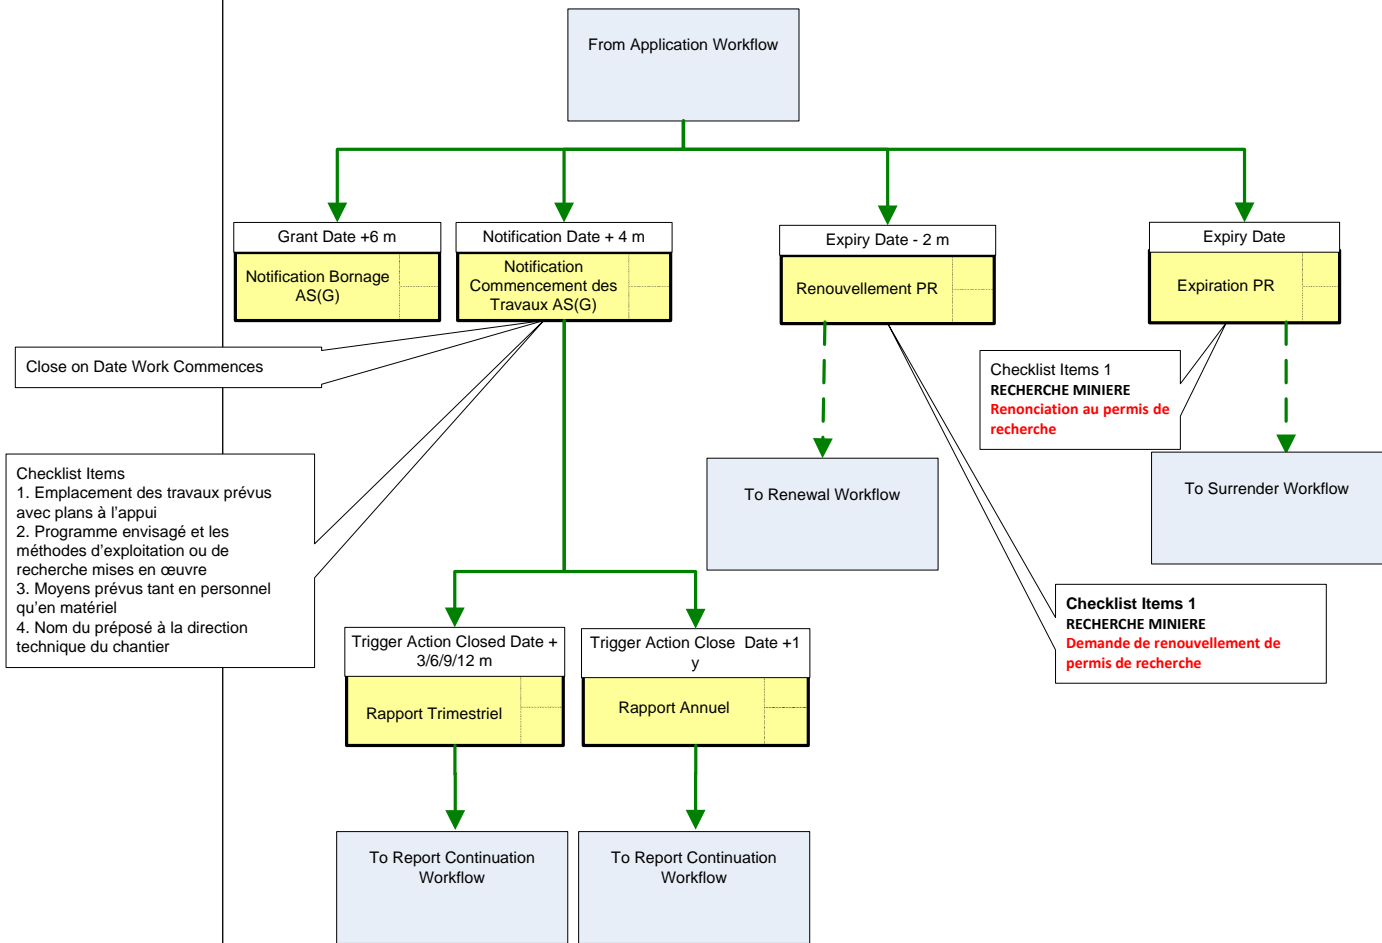 From Application Workflow
Grant Date +6 m
Notification Bornage
AS(G)
Notification Date + 4 m
Notification
Commencement des
Travaux AS(G)
Expiry Date - 2 m
Renouvellement PR
Expiry Date
Expiration PR
Close on Date Work Commences
Checklist Items 1
RECHERCHE MINIERE
Renonciation au permis de
recherche
Checklist Items
1. Emplacement des travaux prévus
avec plans à l'appui
2. Programme envisagé et les
méthodes d'exploitation ou de
recherche mises en œuvre
3. Moyens prévus tant en personnel
qu'en matériel
4. Nom du préposé à la direction
technique du chantier
To Renewal Workflow
To Surrender Workflow
Checklist Items 1
RECHERCHE MINIERE
Demande de renouvellement de
permis de recherche
Trigger Action Closed Date +
3/6/9/12 m
Rapport Trimestriel
Trigger Action Close Date +1
y
Rapport Annuel
To Report Continuation
Workflow
To Report Continuation
Workflow